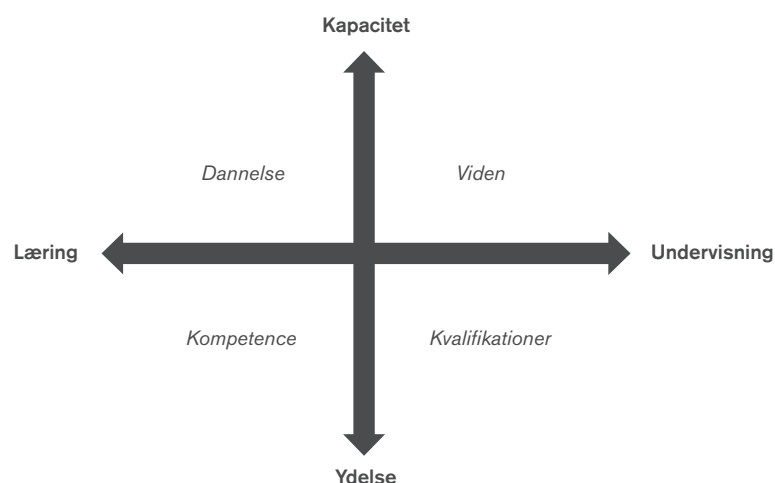 Kapacitet
Dannelse
Viden
Læring
Undervisning
Kompetence
Kvalifikationer
Ydelse